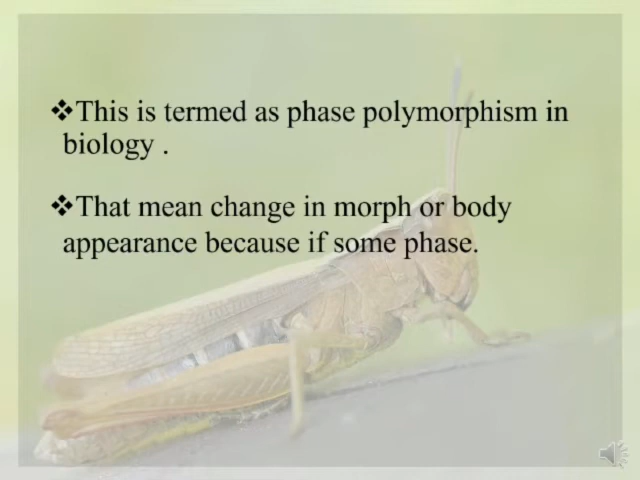 ❖This is termed as phase polymorphism in
biology .
❖That mean change in morph or body
appearance because if some phase.